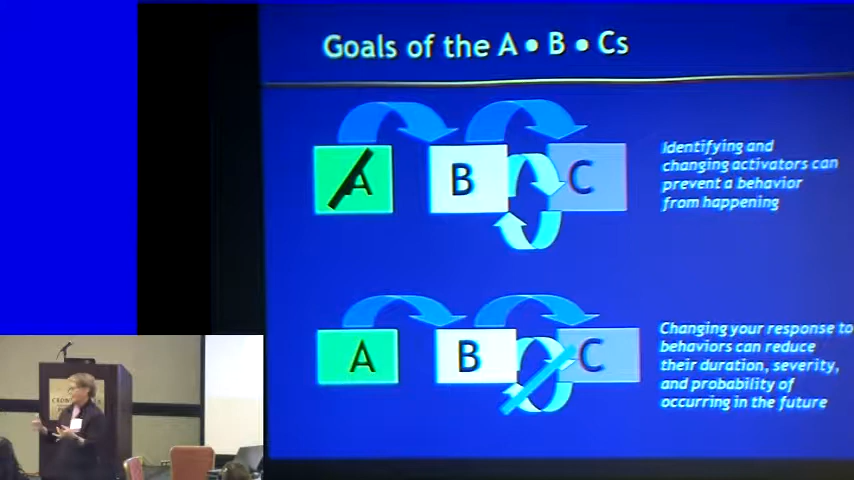 Goals of the A • B • Cs
A B C
Identifying and
changing activators can
prevent a behavior
from happening
A B C
Changing your response to
behaviors can reduce
their duration, severity,
and probability of
occurring in the future